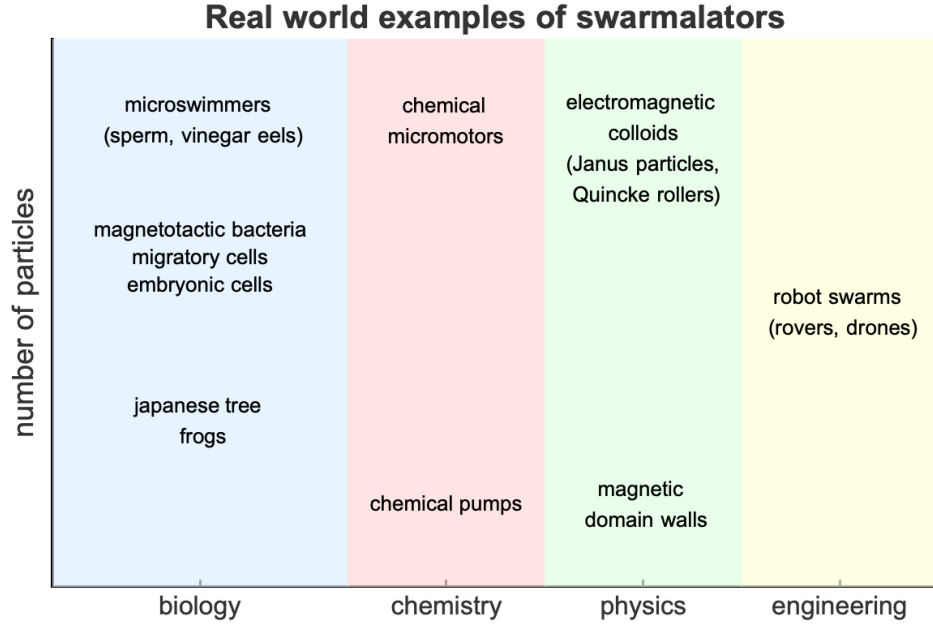 Real world examples of swarmalators
number of particles
microswimmers
(sperm, vinegar eels)
magnetotactic bacteria
migratory cells
embryonic cells
japanese tree
frogs
chemical
micromotors
chemical pumps
electromagnetic
colloids
(Janus particles,
Quincke rollers)
magnetic
domain walls
robot swarms
(rovers, drones)
biology
chemistry
physics
engineering